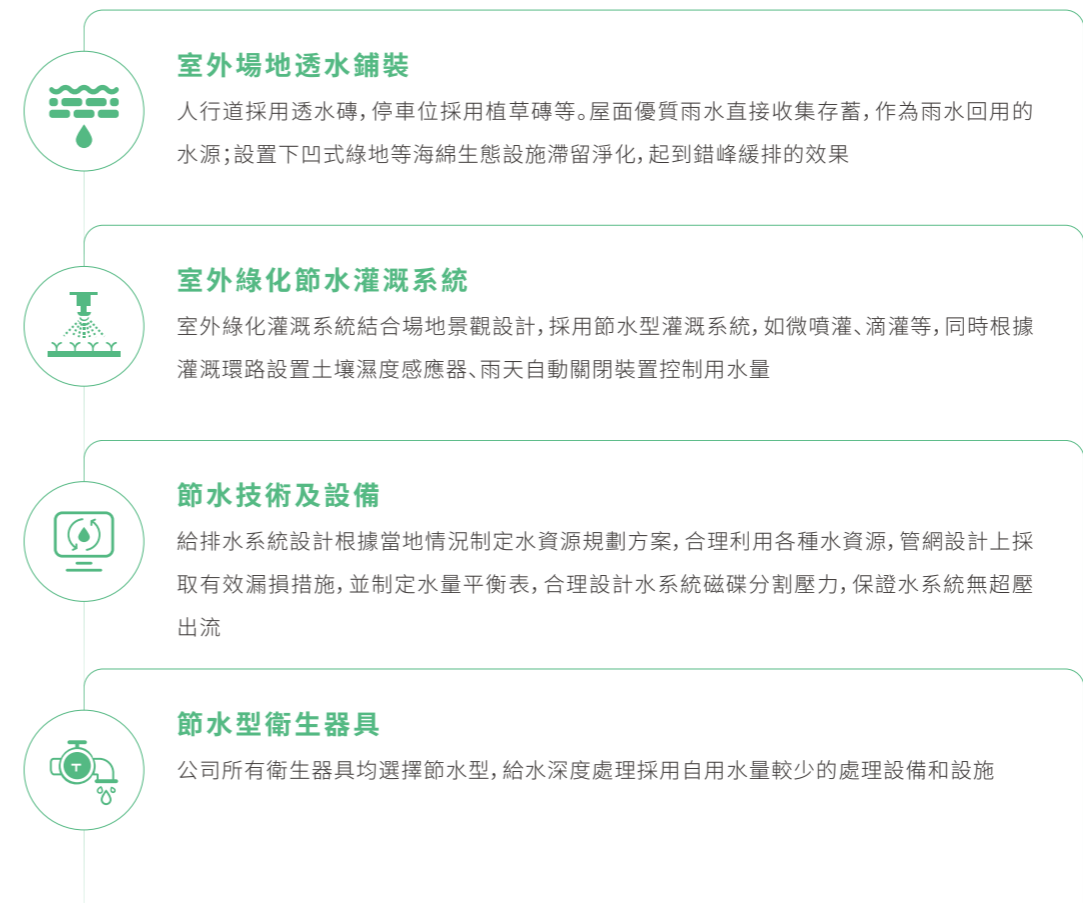 室外場地透水鋪裝
人行道採用透水磚，停車位採用植草磚等。屋面優質雨水直接收集存蓄，作為雨水回用的
水源；設置下凹式綠地等海綿生態設施滯留淨化，起到錯峰緩排的效果
室外綠化節水灌溉系統
室外綠化灌溉系統結合場地景觀設計，採用節水型灌溉系統，如微噴灌、滴灌等，同時根據
灌溉環路設置土壤濕度感應器、雨天自動關閉裝置控制用水量
節水技術及設備
給排水系統設計根據當地情況制定水資源規劃方案，合理利用各種水資源，管網設計上採
取有效漏損措施，並制定水量平衡表，合理設計水系統磁碟分割壓力，保證水系統無超壓
出流
節水型衛生器具
公司所有衛生器具均選擇節水型，給水深度處理採用自用水量較少的處理設備和設施